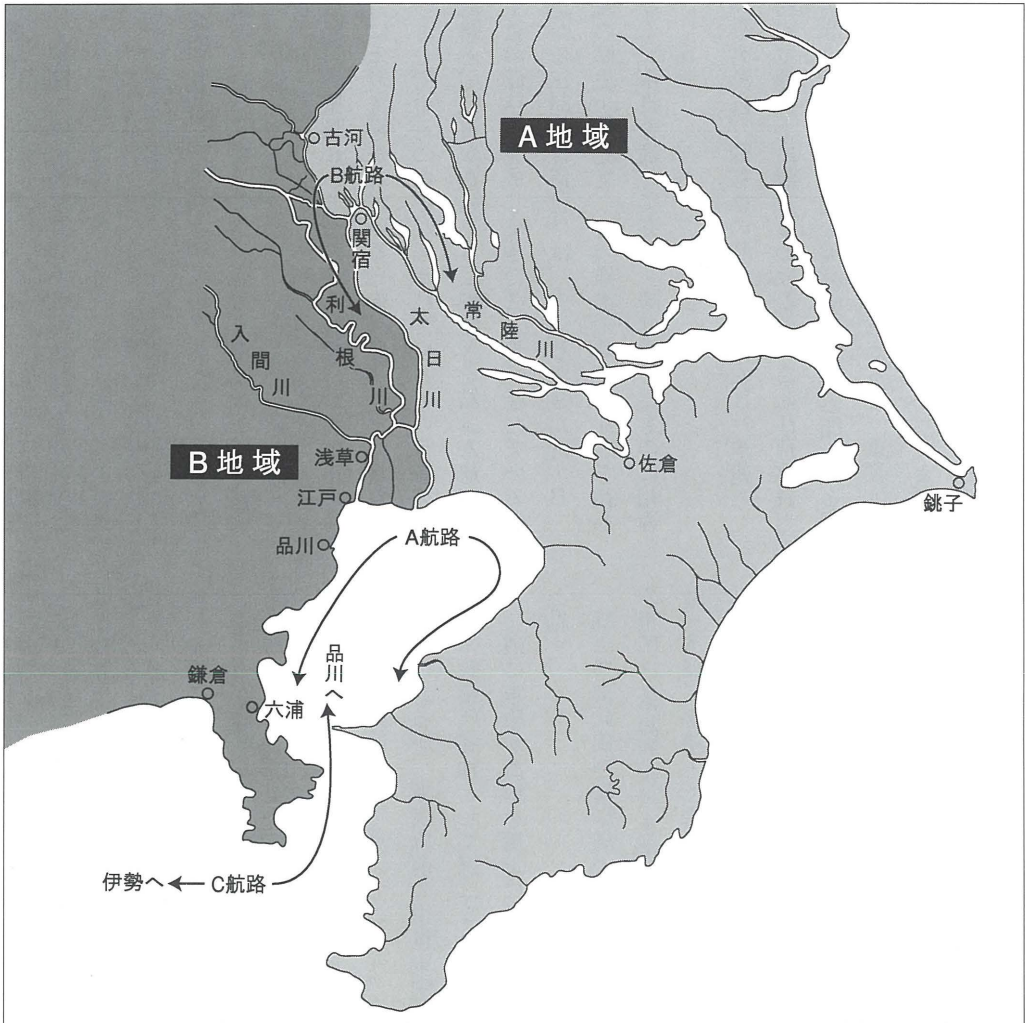 A地域
古河
B航路
関宿
利根川
太日川
常陸川
入間川
B地域
浅草
江戸
品川
佐倉
銚子
A航路
品川へ
鎌倉
六浦
伊勢へ
C航路